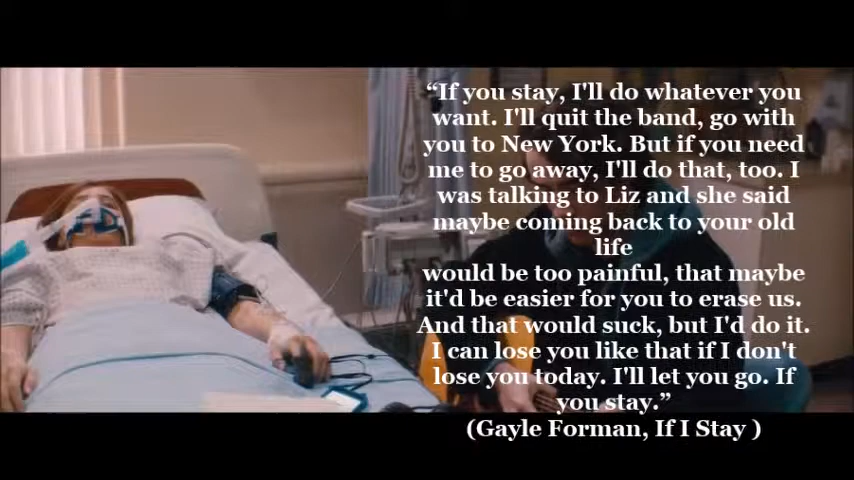 “If you stay, I'll do whatever you
want. I'll quit the band, go with
you to New York. But if you need
me to go away, I'll do that, too. I
was talking to Liz and she said
maybe coming back to your old
life
would be too painful, that maybe
it'd be easier for you to erase us.
And that would suck, but I'd do it.
I can lose you like that if I don't
lose you today. I'll let you go. If
you stay.”
(Gayle Forman, If I Stay )